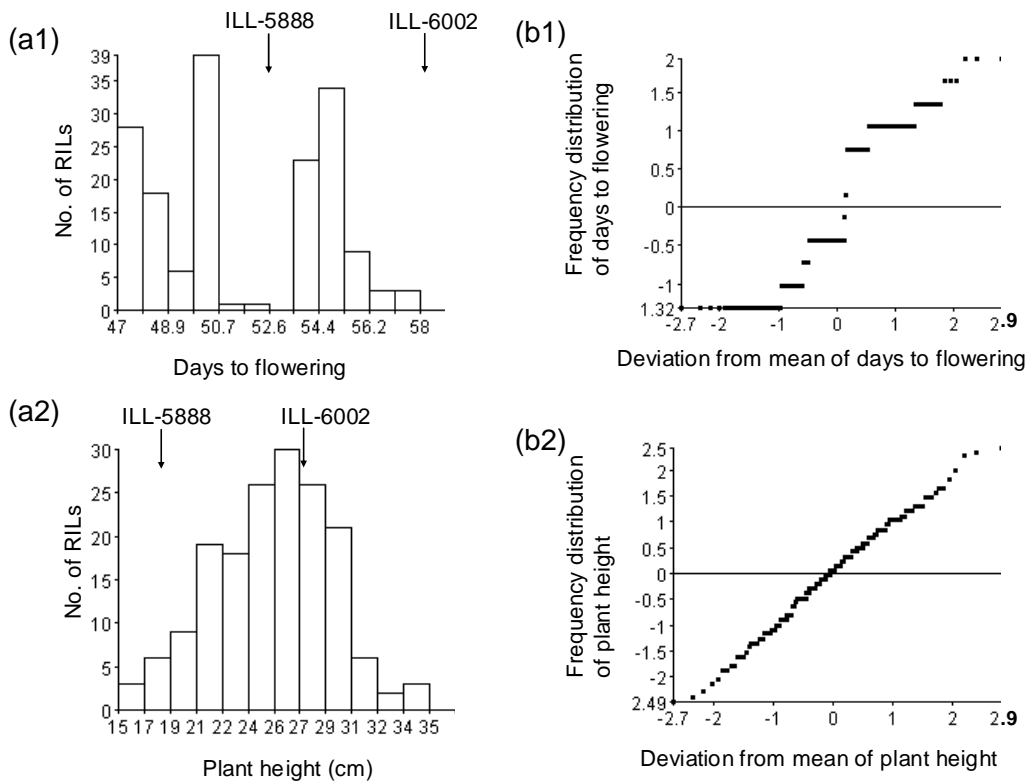 (a1)
ILL-5888
ILL-6002
39
35
30
25
20
15
10
5
0
No. of RILs
47 48.9 50.7 52.6 54.4 56.2 58
Days to flowering
(b1)
2
1.5
1
0.5
0
-0.5
-1
1.32
Frequency distribution
of days to flowering
-2.7 -2 -1 0 1 2 2.9
Deviation from mean of days to flowering
(a2)
ILL-5888
ILL-6002
30
25
20
15
10
5
0
No. of RILs
15 17 19 21 22 24 26 27 29 31 32 34 35
Plant height (cm)
(b2)
2.5
2
1.5
1
0.5
0
-0.5
-1
-1.5
-2
2.49
Frequency distribution
of plant height
-2.7 -2 -1 0 1 2 2.9
Deviation from mean of plant height